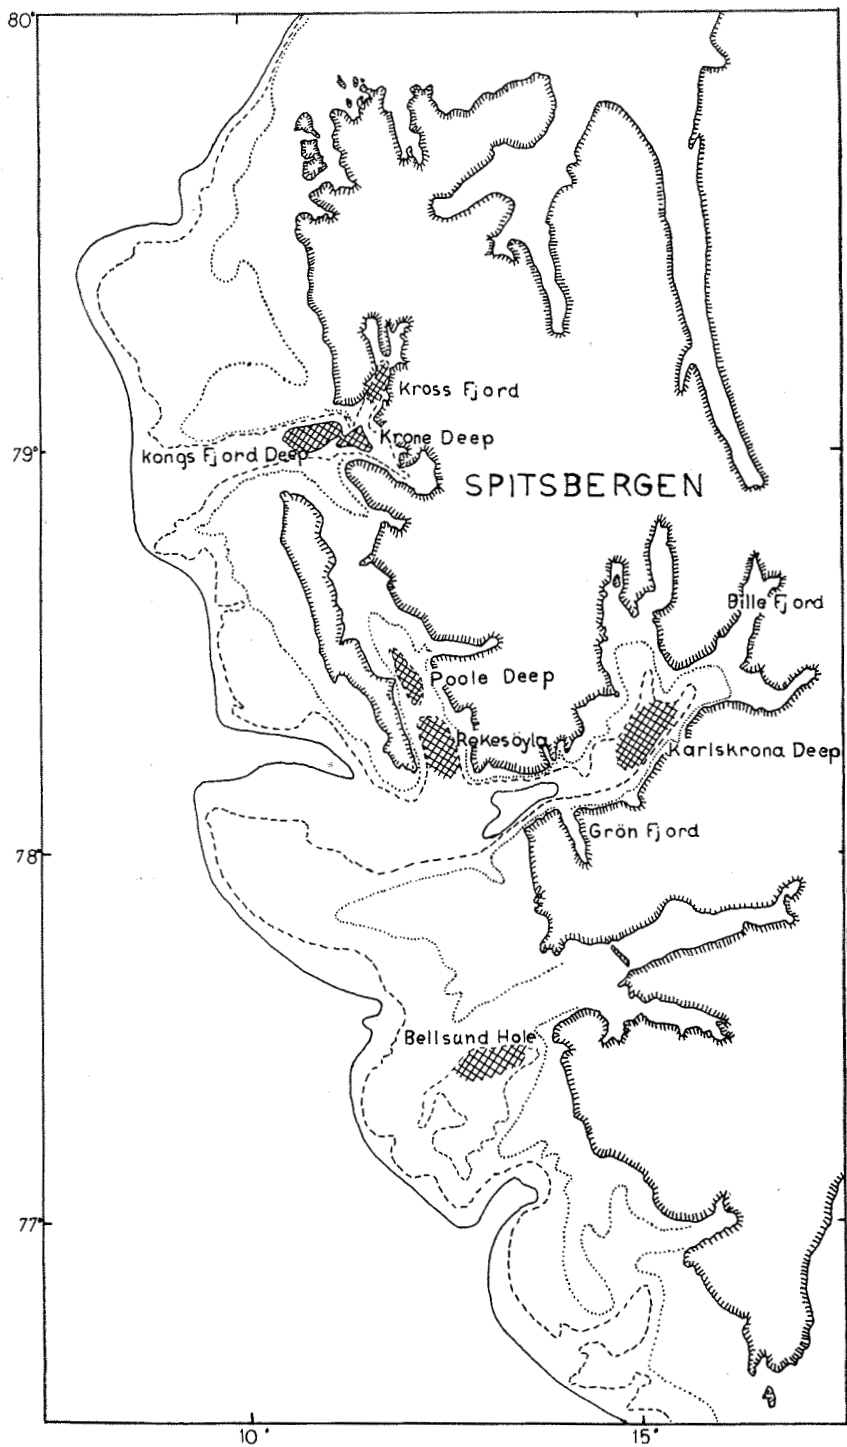 80°
Kross Fjord
Krone Deep
79°
Kongs Fjord Deep
SPITSBERGEN
Bille Fjord
Poole Deep
Rekesöyla
Karlskrona Deep
Grön Fjord
78°
Bellsund Hole
77°
10°
15°